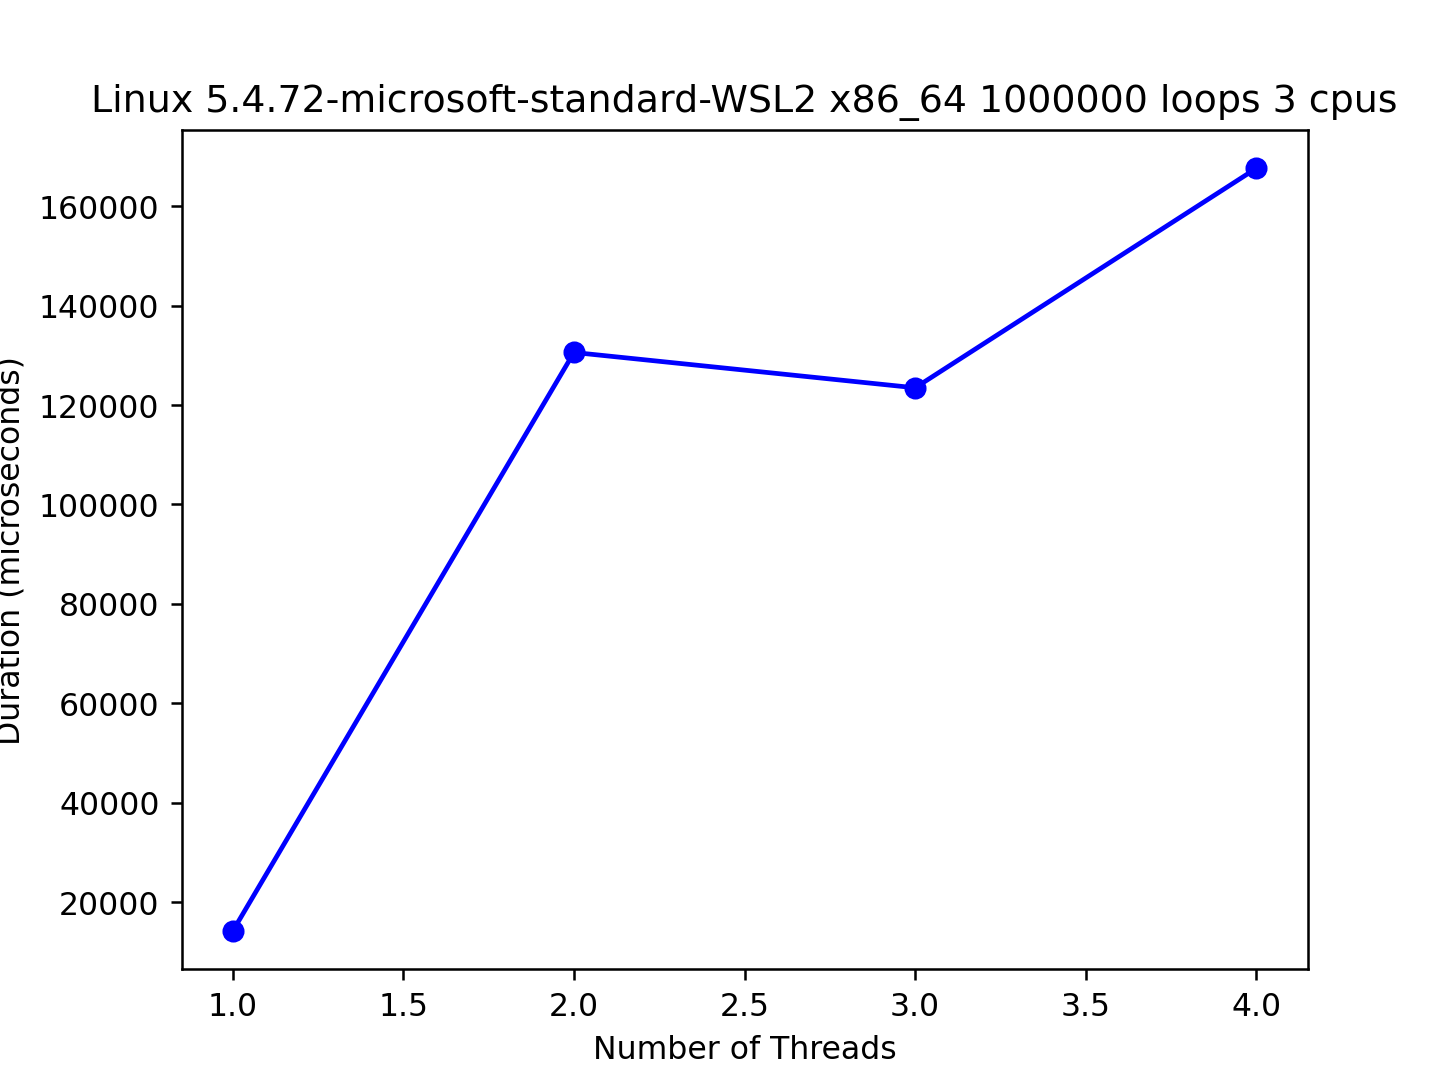 Linux 5.4.72-microsoft-standard-WSL2 x86_64 1000000 loops 3 cpus
160000
140000
120000
100000
80000
60000
40000
20000
Duration (microseconds)
1.0 1.5 2.0 2.5 3.0 3.5 4.0
Number of Threads